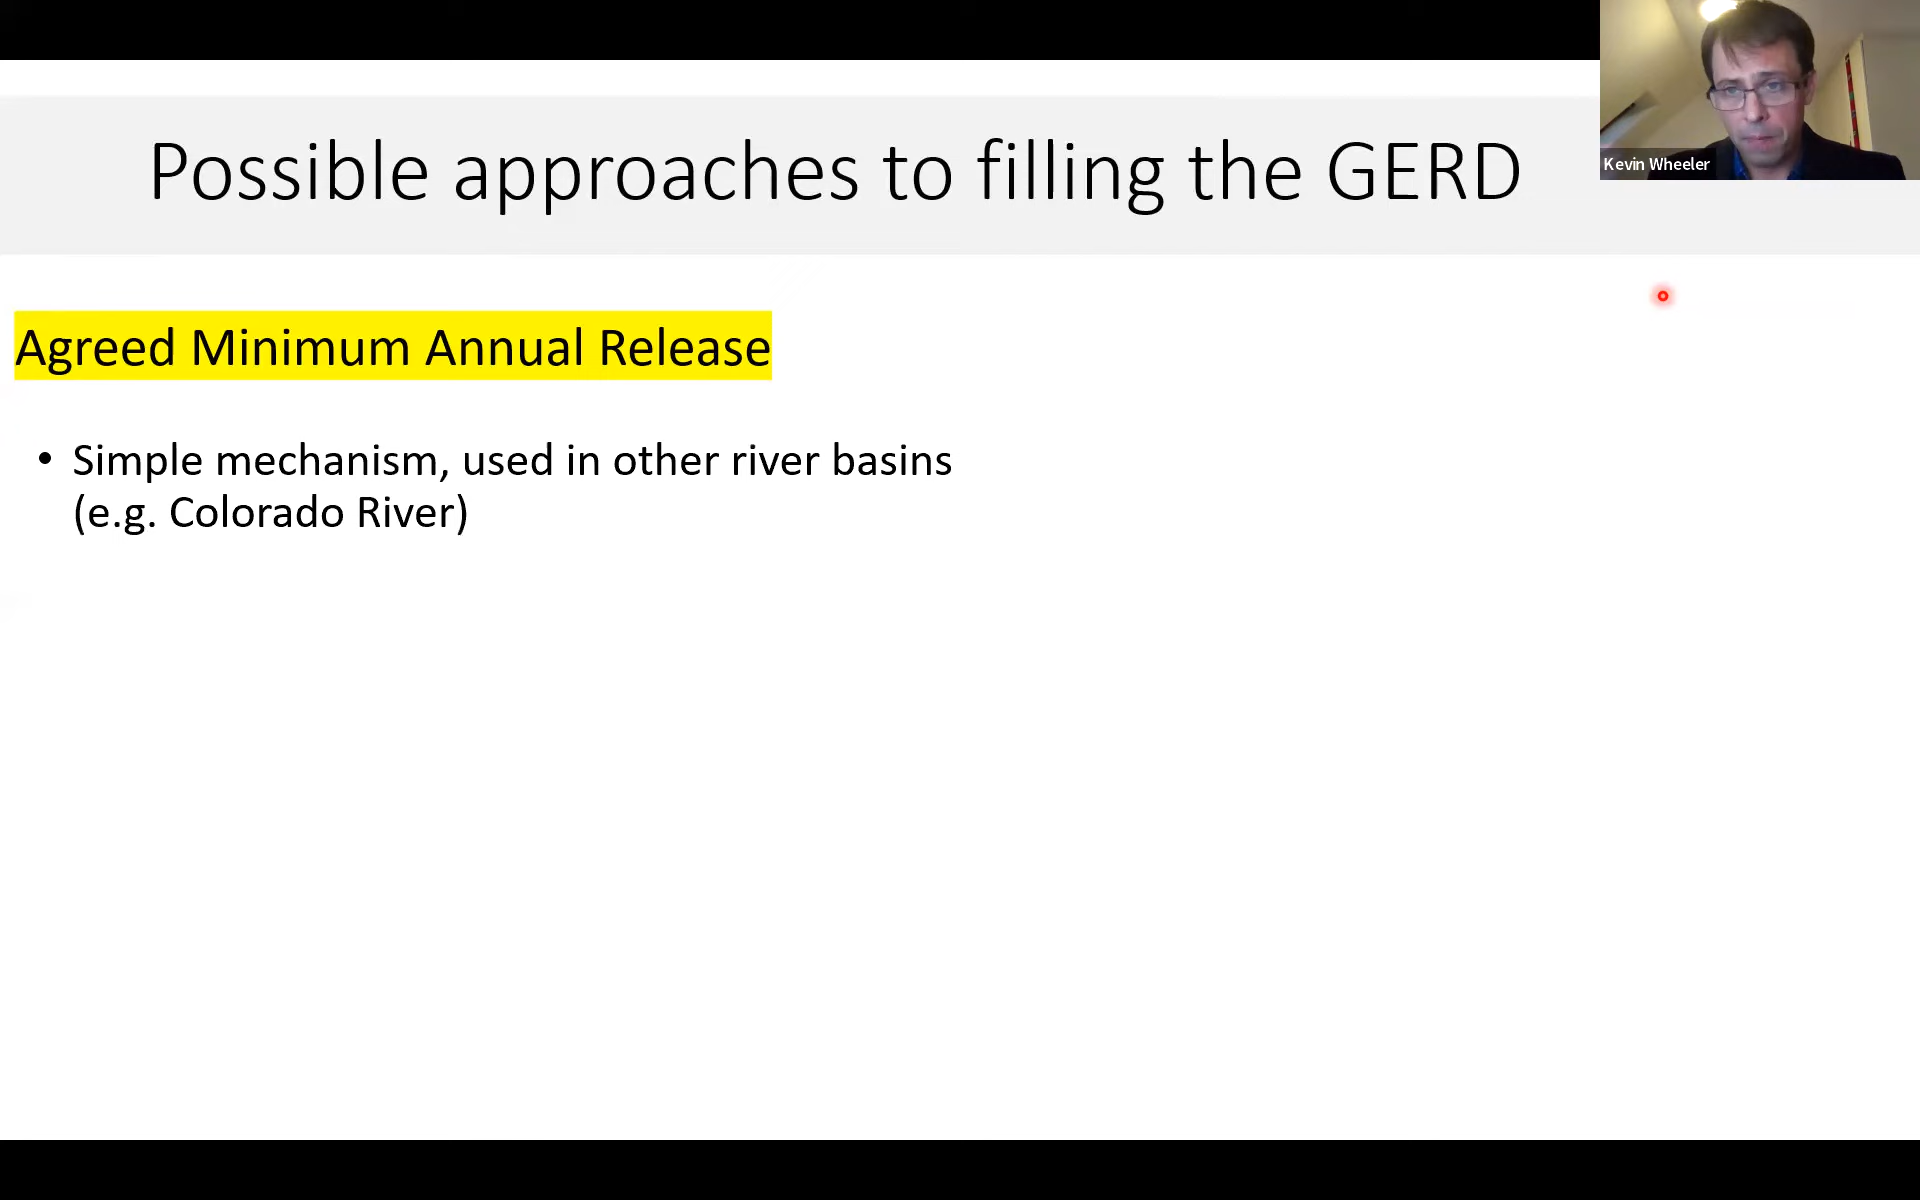 Possible approaches to filling the GERD
Kevin Wheeler
Agreed Minimum Annual Release
• Simple mechanism, used in other river basins
(e.g. Colorado River)